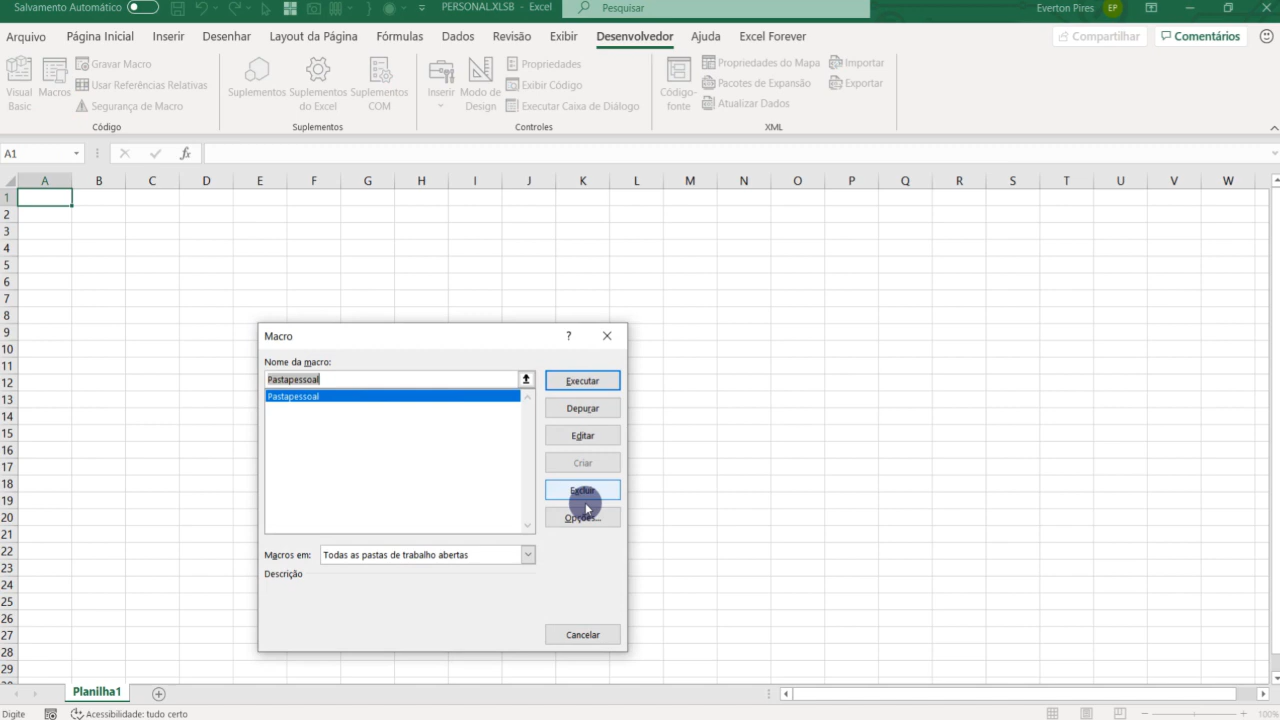 Salvamento Automático
PERSONAL.XLSB - Excel
Pesquisar
Everton Pires
EP
Arquivo Página Inicial Inserir Desenhar Layout da Página Fórmulas Dados Revisão Exibir Desenvolvedor Ajuda Excel Forever
Compartilhar
Comentários
Visual Basic
Macros
Gravar Macro
Usar Referências Relativas
Segurança de Macro
Código
Suplementos
Suplementos do Excel
Suplementos COM
Suplementos
Inserir
Modo de Design
Propriedades
Exibir Código
Executar Caixa de Diálogo
Controles
Código-fonte
Propriedades do Mapa
Pacotes de Expansão
Atualizar Dados
Importar
Exportar
XML
A1
fx
A B C D E F G H I J K L M N O P Q R S T U V W
1
2
3
4
5
6
7
8
9
10
11
12
13
14
15
16
17
18
19
20
21
22
23
24
25
26
27
28
29
Macro
?
Nome da macro:
Pastapessoal
Pastapessoal
Executar
Depurar
Editar
Criar
Excluir
Opções...
Macros em: Todas as pastas de trabalho abertas
Descrição
Cancelar
Planilha1
Digite
Acessibilidade: tudo certo
100%